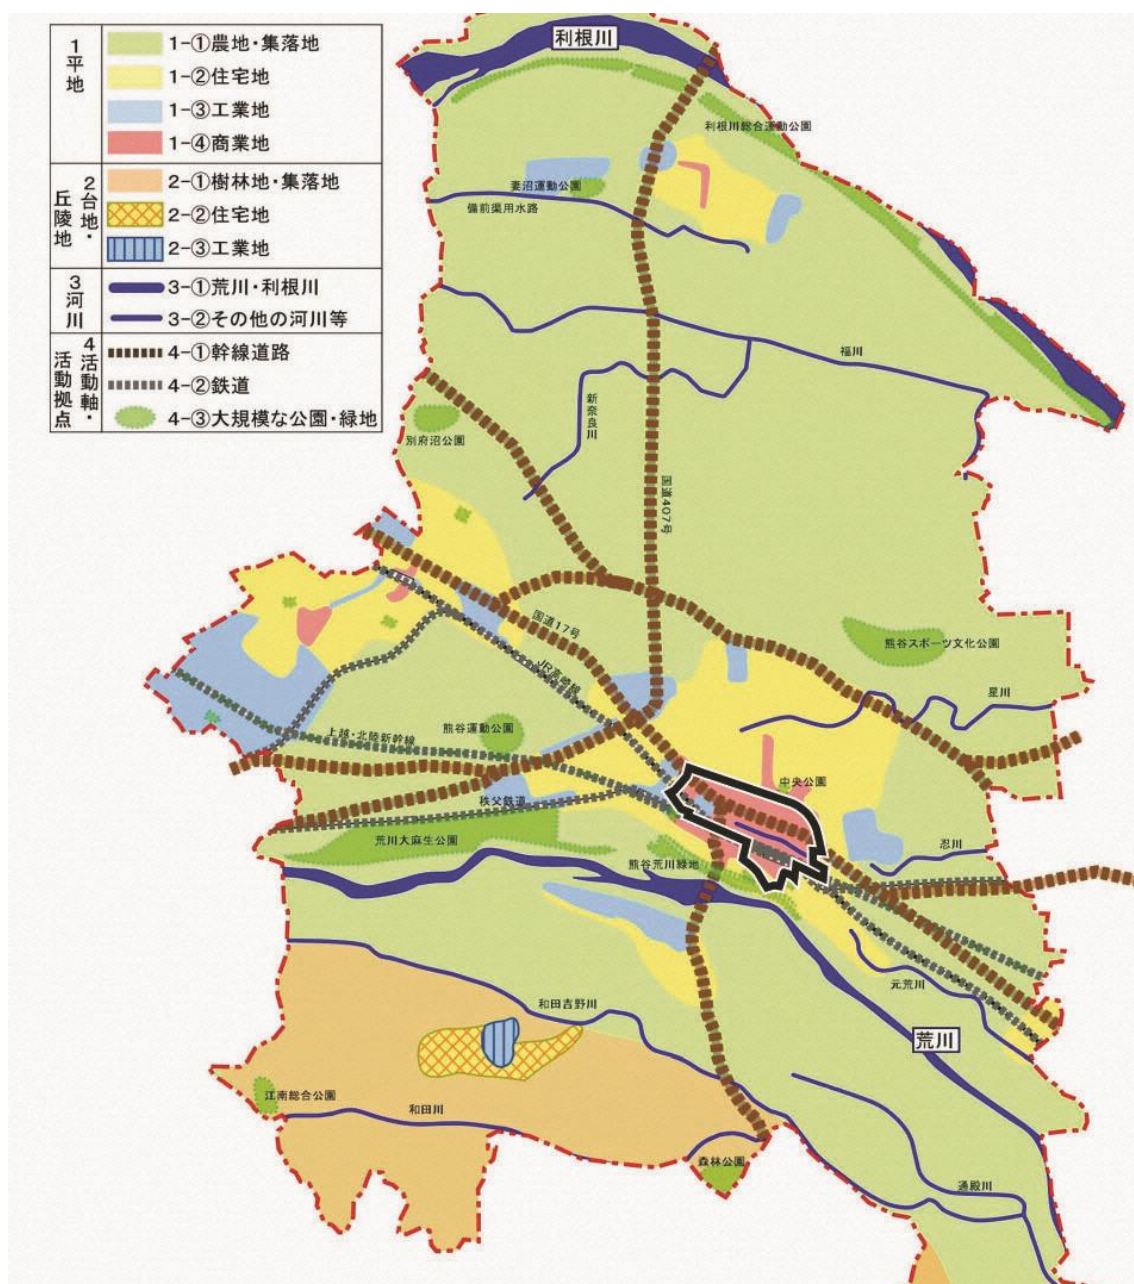 1平地
1-①農地・集落地
1-②住宅地
1-③工業地
1-④商業地
2台地・丘陵地
2-①樹林地・集落地
2-②住宅地
2-③工業地
3河川
3-①荒川・利根川
3-②その他の河川等
4活動軸・活動拠点
4-①幹線道路
4-②鉄道
4-③大規模な公園・緑地
利根川
利根川総合運動公園
妻沼運動公園
備前渠用水路
福川
新奈良川
別府沼公園
国道407号
国道17号
JR高崎線
熊谷スポーツ文化公園
星川
熊谷運動公園
上越・北陸新幹線
中央公園
秩父鉄道
荒川大麻生公園
熊谷荒川緑地
忍川
元荒川
和田吉野川
荒川
江南総合公園
和田川
森林公園
通殿川